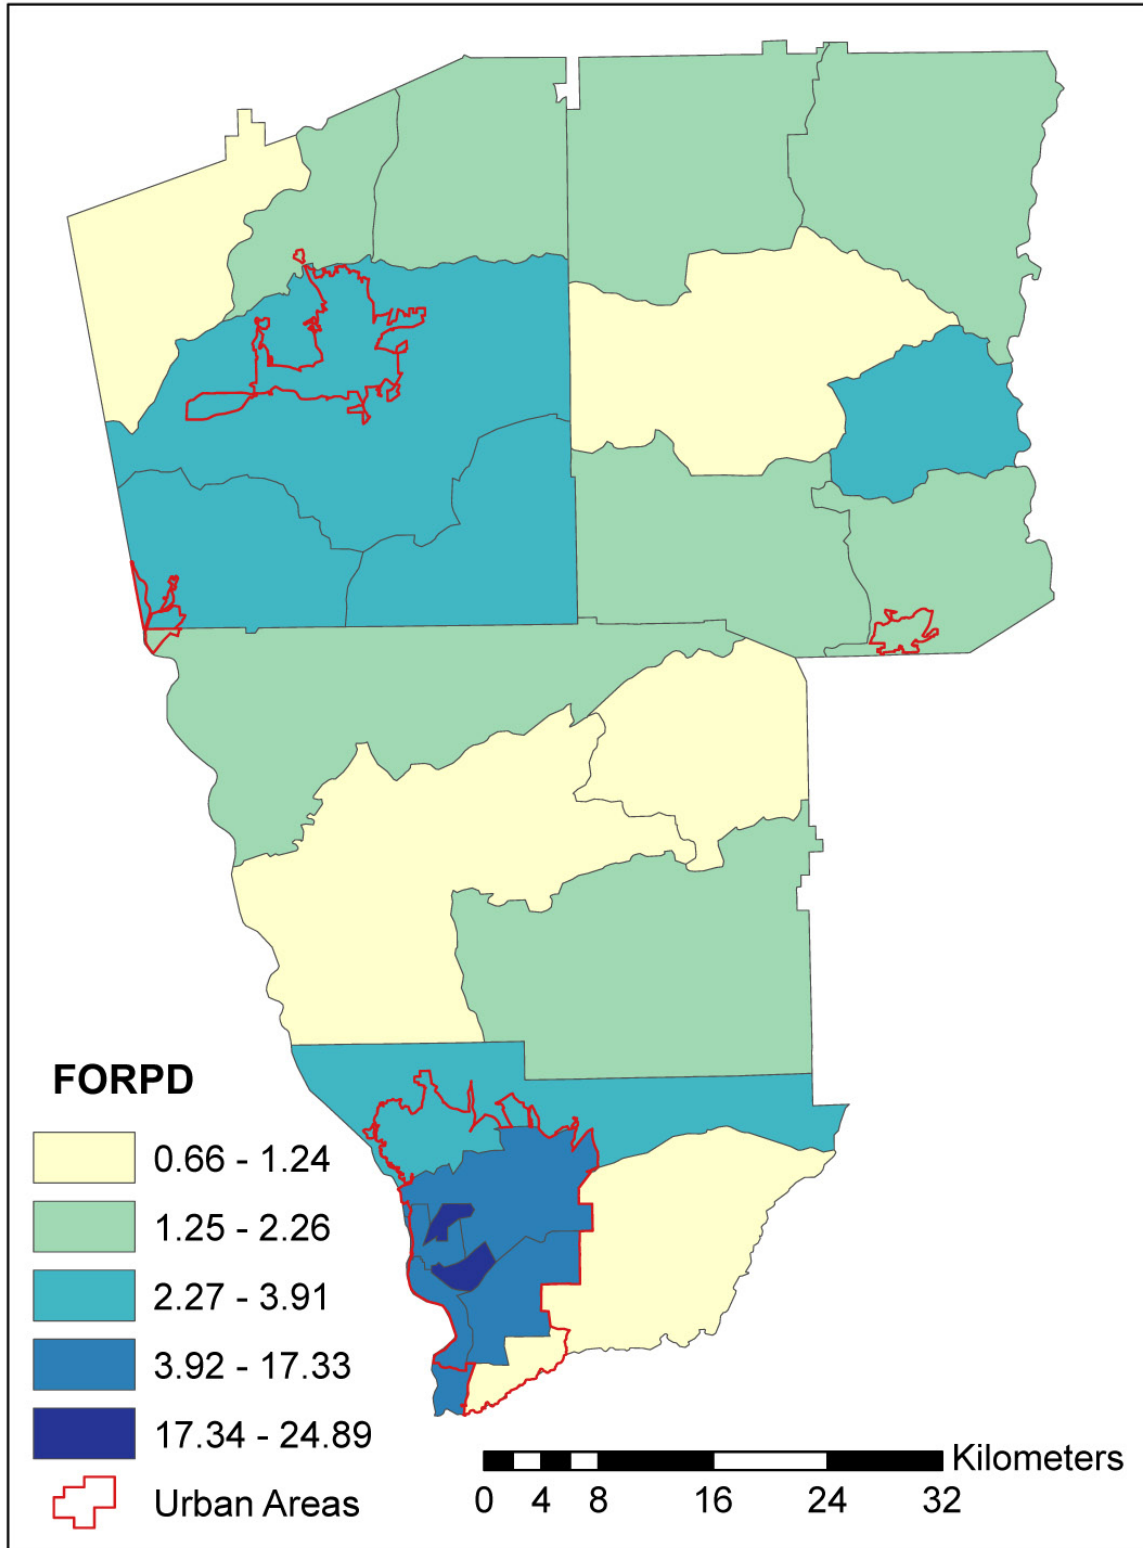 FORPD
0.66 - 1.24
1.25 - 2.26
2.27 - 3.91
3.92 - 17.33
17.34 - 24.89
Urban Areas
Kilometers
0 4 8 16 24 32